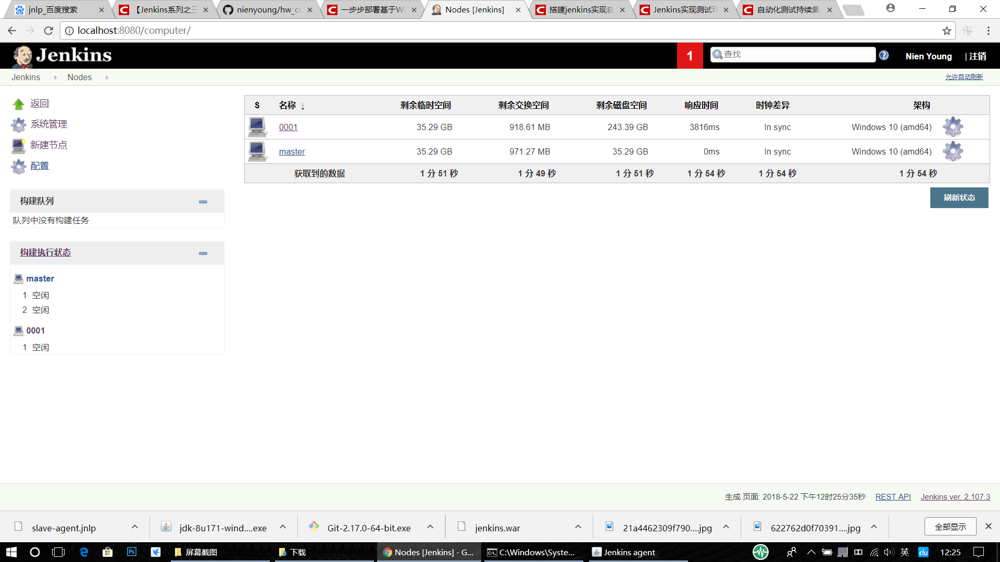 jnlp_百度搜索
【Jenkins系列之三
nienyoung/hw_co
一步步部署基于Wi
Nodes [Jenkins]
搭建jenkins实现自
Jenkins实现测试环
自动化测试持续集
localhost:8080/computer/
Jenkins
1
查找
Nien Young
| 注销
Jenkins
Nodes
允许自动刷新
返回
系统管理
新建节点
配置
S 名称 ↓ 剩余临时空间 剩余交换空间 剩余磁盘空间 响应时间 时钟差异 架构
0001 35.29 GB 918.61 MB 243.39 GB 3816ms In sync Windows 10 (amd64)
master 35.29 GB 971.27 MB 35.29 GB 0ms In sync Windows 10 (amd64)
获取到的数据 1 分 51 秒 1 分 49 秒 1 分 51 秒 1 分 54 秒 1 分 54 秒 1 分 54 秒
刷新状态
构建队列
队列中没有构建任务
构建执行状态
master
1 空闲
2 空闲
0001
1 空闲
生成 页面: 2018-5-22 下午12时25分35秒 REST API Jenkins ver. 2.107.3
slave-agent.jnlp
jdk-8u171-wind....exe
Git-2.17.0-64-bit.exe
jenkins.war
21a4462309f790....jpg
622762d0f70391....jpg
全部显示
Ps
屏幕截图
下载
Nodes [Jenkins] - G...
C:\Windows\Syste...
Jenkins agent
英
du
12:25